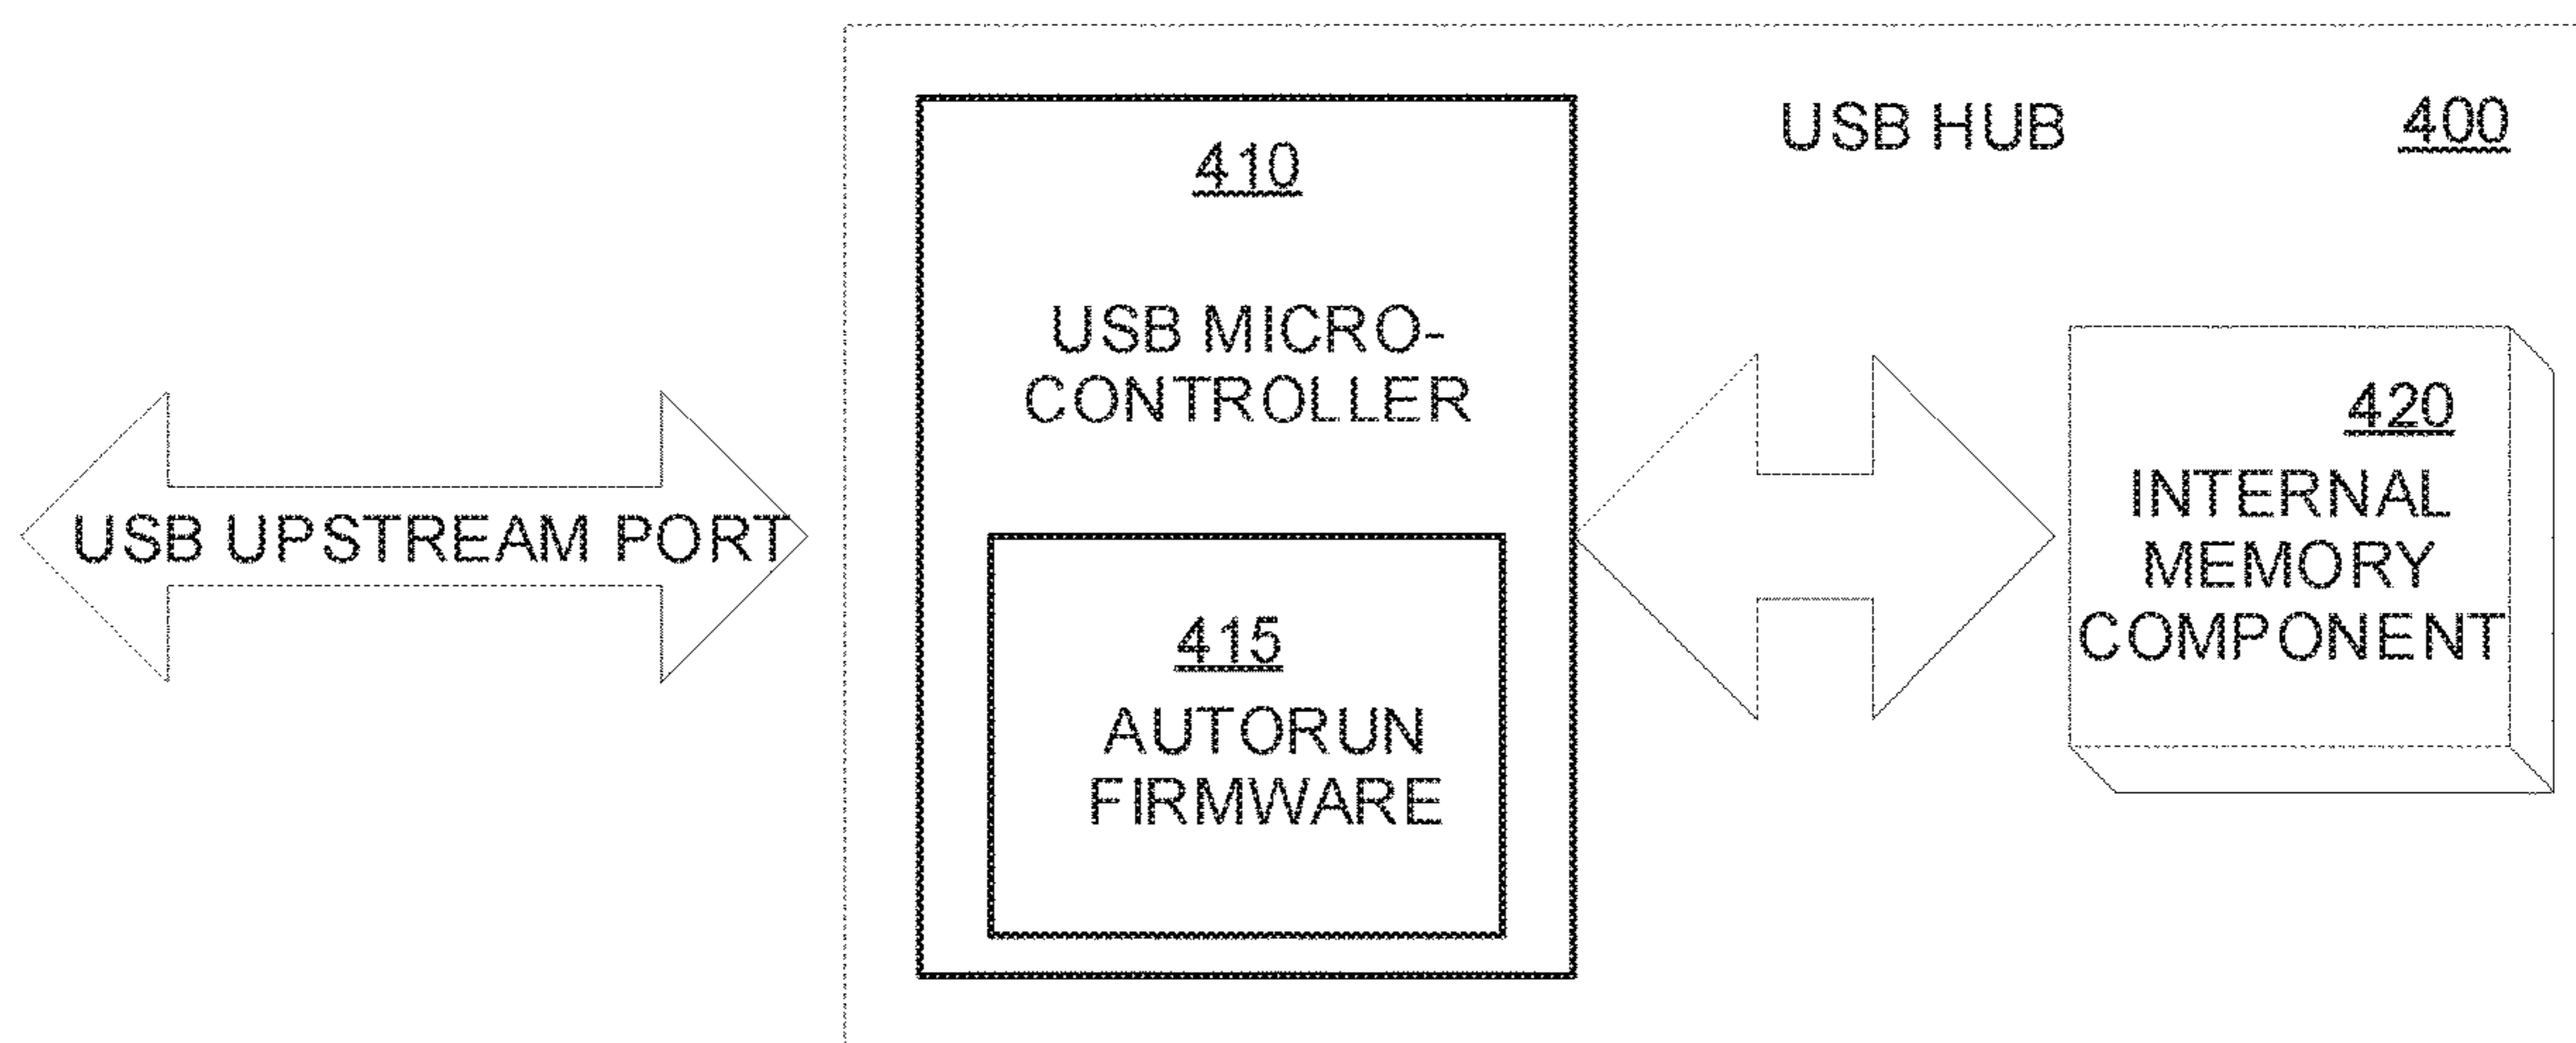 USB HUB
400
410
USB MICRO-
CONTROLLER
USB UPSTREAM PORT
415
AUTORUN
FIRMWARE
420
INTERNAL
MEMORY
COMPONENT